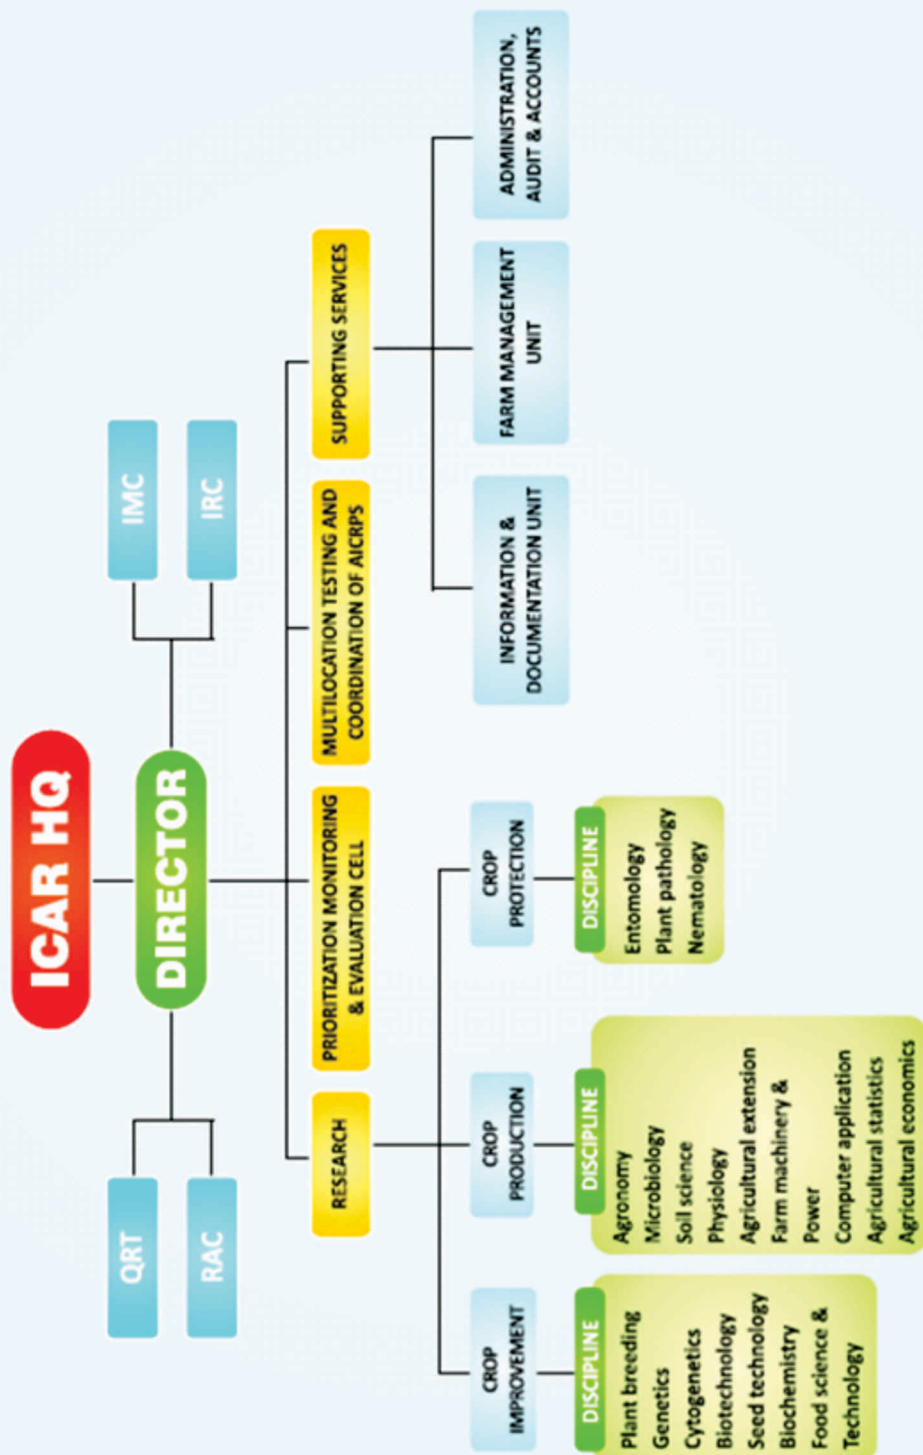 ICAR HQ
DIRECTOR
QRT
RAC
IMC
IRC
RESEARCH
PRIORITIZATION MONITORING
& EVALUATION CELL
MULTILOCATION TESTING AND
COORDINATION OF AICRPS
SUPPORTING SERVICES
CROP
IMPROVEMENT
DISCIPLINE
Plant breeding
Genetics
Cytogenetics
Biotechnology
Seed technology
Biochemistry
Food science &
Technology
CROP
PRODUCTION
DISCIPLINE
Agronomy
Microbiology
Soil science
Physiology
Agricultural extension
Farm machinery &
Power
Computer application
Agricultural statistics
Agricultural economics
CROP
PROTECTION
DISCIPLINE
Entomology
Plant pathology
Nematology
INFORMATION &
DOCUMENTATION UNIT
FARM MANAGEMENT
UNIT
ADMINISTRATION,
AUDIT & ACCOUNTS